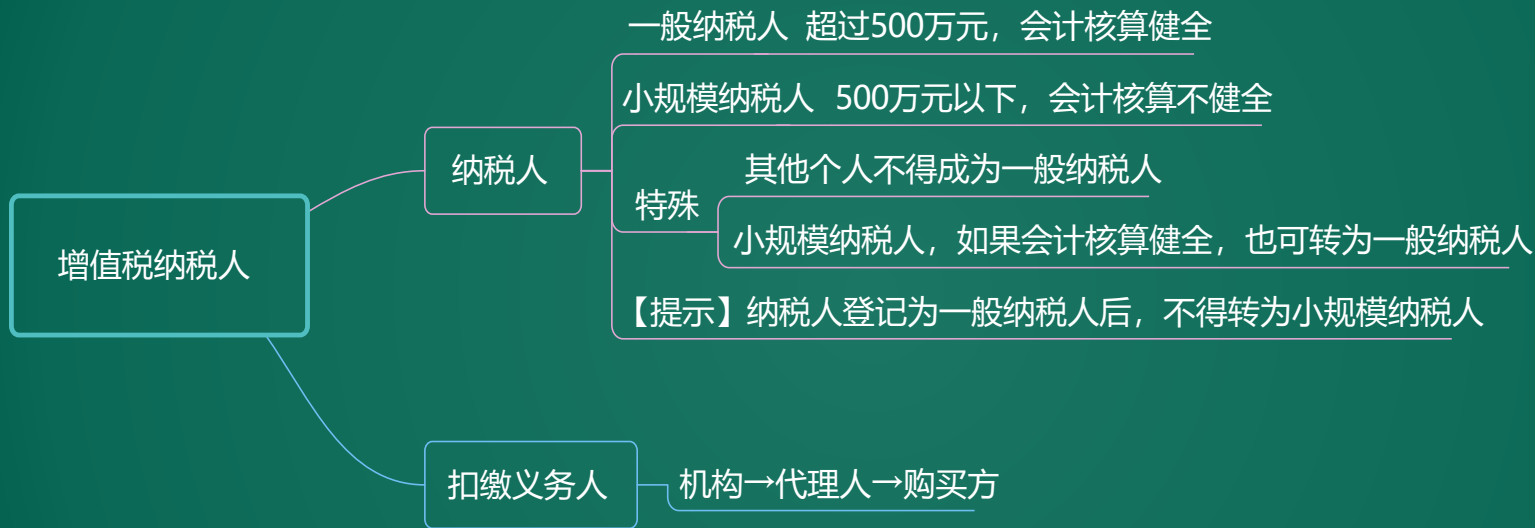 增值税纳税人
纳税人
一般纳税人 超过500万元，会计核算健全
小规模纳税人 500万元以下，会计核算不健全
特殊
其他个人不得成为一般纳税人
小规模纳税人，如果会计核算健全，也可转为一般纳税人
【提示】纳税人登记为一般纳税人后，不得转为小规模纳税人
扣缴义务人
机构→代理人→购买方